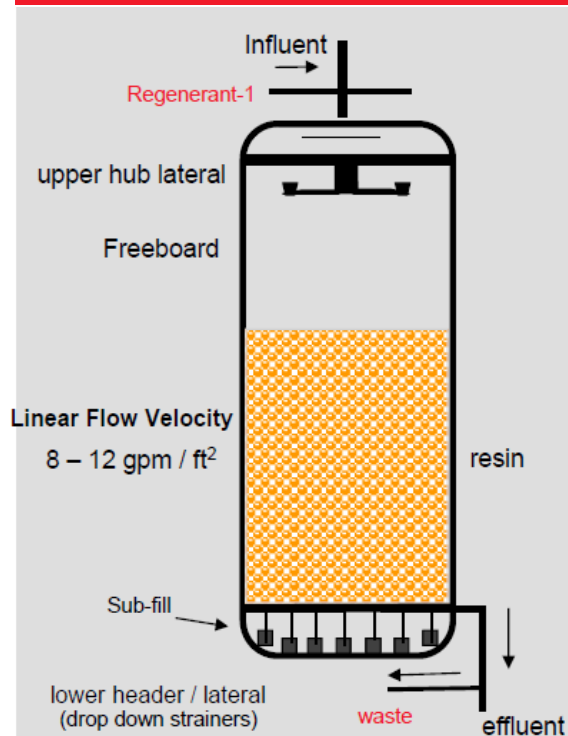 Influent
Regenerant-1
upper hub lateral
Freeboard
Linear Flow Velocity
8 – 12 gpm / ft²
resin
Sub-fill
lower header / lateral
(drop down strainers)
waste
effluent